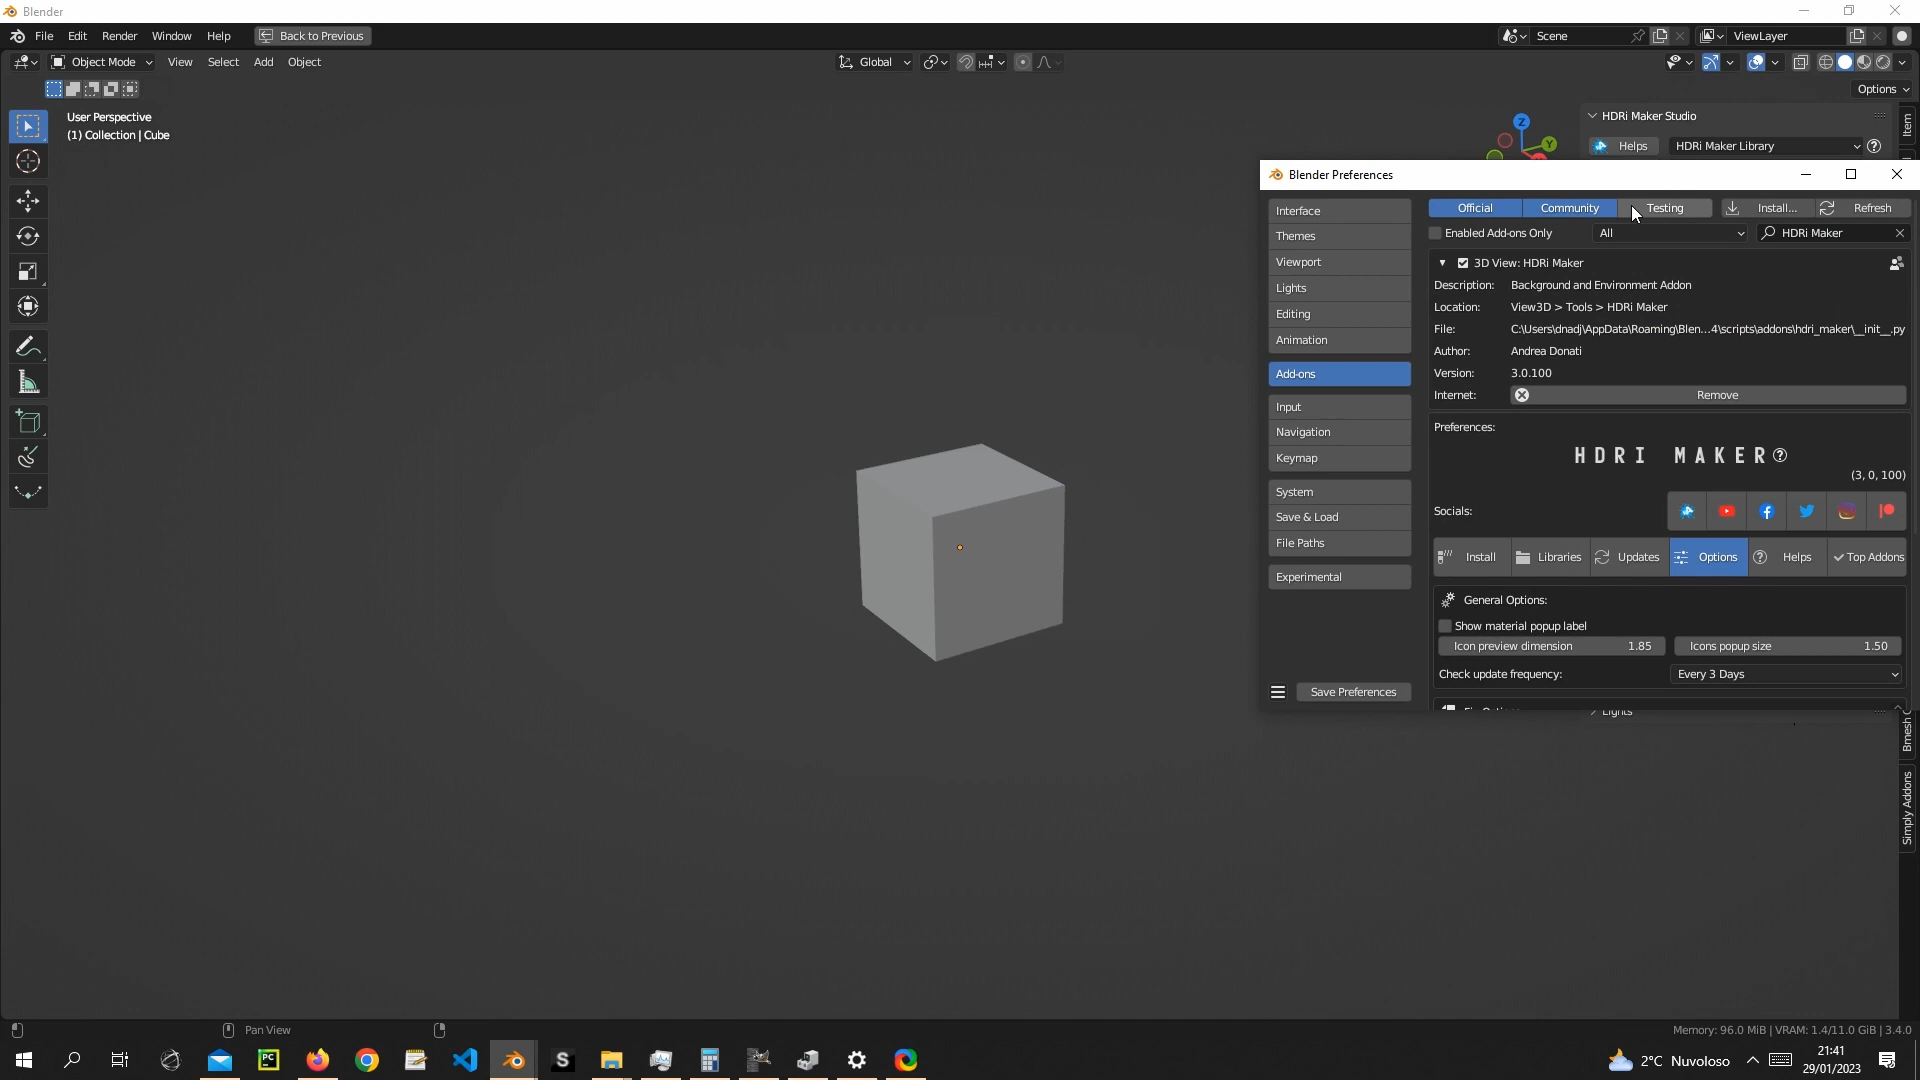 Blender
File Edit Render Window Help Back to Previous Scene ViewLayer
Object Mode View Select Add Object Global
Options
User Perspective
(1) Collection | Cube
Z
Y
HDRi Maker Studio
Helps HDRi Maker Library
Item
Blender Preferences
Interface
Themes
Viewport
Lights
Editing
Animation
Add-ons
Input
Navigation
Keymap
System
Save & Load
File Paths
Experimental
Save Preferences
Official Community Testing Install... Refresh
Enabled Add-ons Only All HDRi Maker
3D View: HDRi Maker
Description: Background and Environment Addon
Location: View3D > Tools > HDRi Maker
File: C:\Users\dnadj\AppData\Roaming\Blen...4\scripts\addons\hdri_maker\__init__.py
Author: Andrea Donati
Version: 3.0.100
Internet: Remove
Preferences:
HDRI MAKER
(3, 0, 100)
Socials:
Install Libraries Updates Options Helps Top Addons
General Options:
Show material popup label
Icon preview dimension 1.85 Icons popup size 1.50
Check update frequency: Every 3 Days
Lights
Bmesh
Simply Addons
Pan View
Memory: 96.0 MiB | VRAM: 1.4/11.0 GiB | 3.4.0
PC
S
2°C Nuvoloso
21:41
29/01/2023